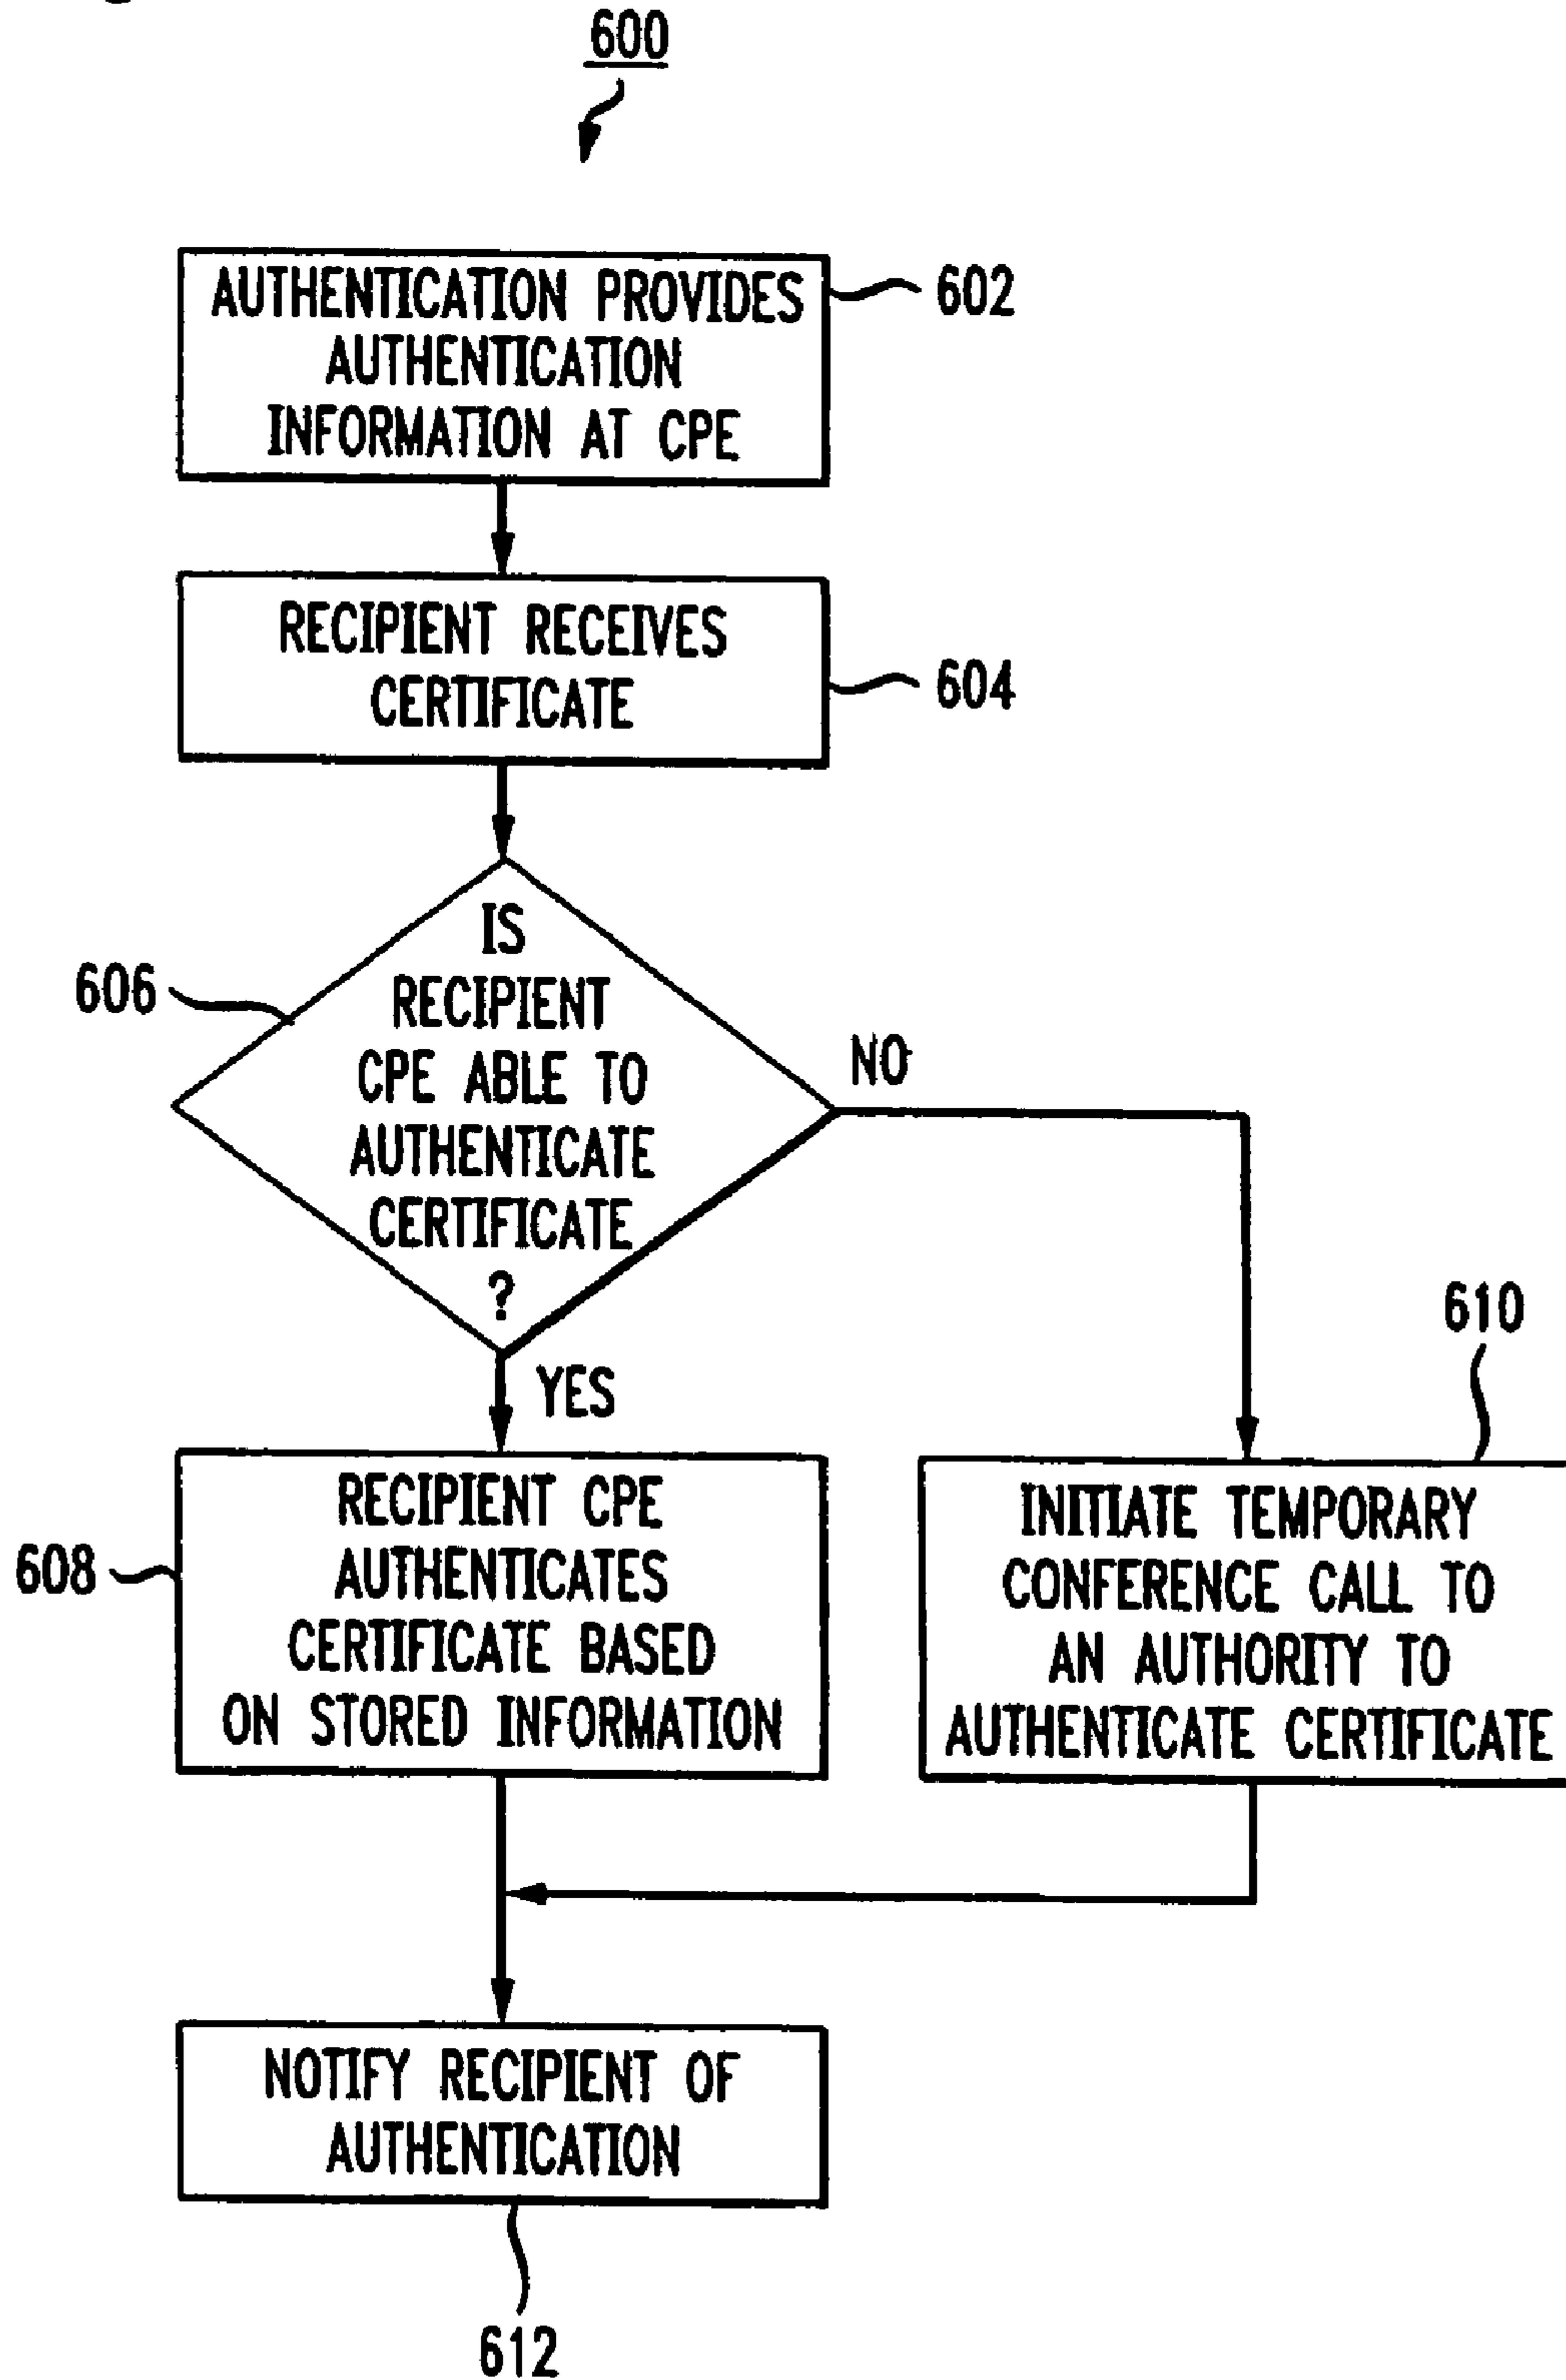 600
AUTHENTICATION PROVIDES
AUTHENTICATION
INFORMATION AT CPE
602
RECIPIENT RECEIVES
CERTIFICATE
604
606
IS
RECIPIENT
CPE ABLE TO
AUTHENTICATE
CERTIFICATE
?
NO
YES
608
RECIPIENT CPE
AUTHENTICATES
CERTIFICATE BASED
ON STORED INFORMATION
610
INITIATE TEMPORARY
CONFERENCE CALL TO
AN AUTHORITY TO
AUTHENTICATE CERTIFICATE
NOTIFY RECIPIENT OF
AUTHENTICATION
612